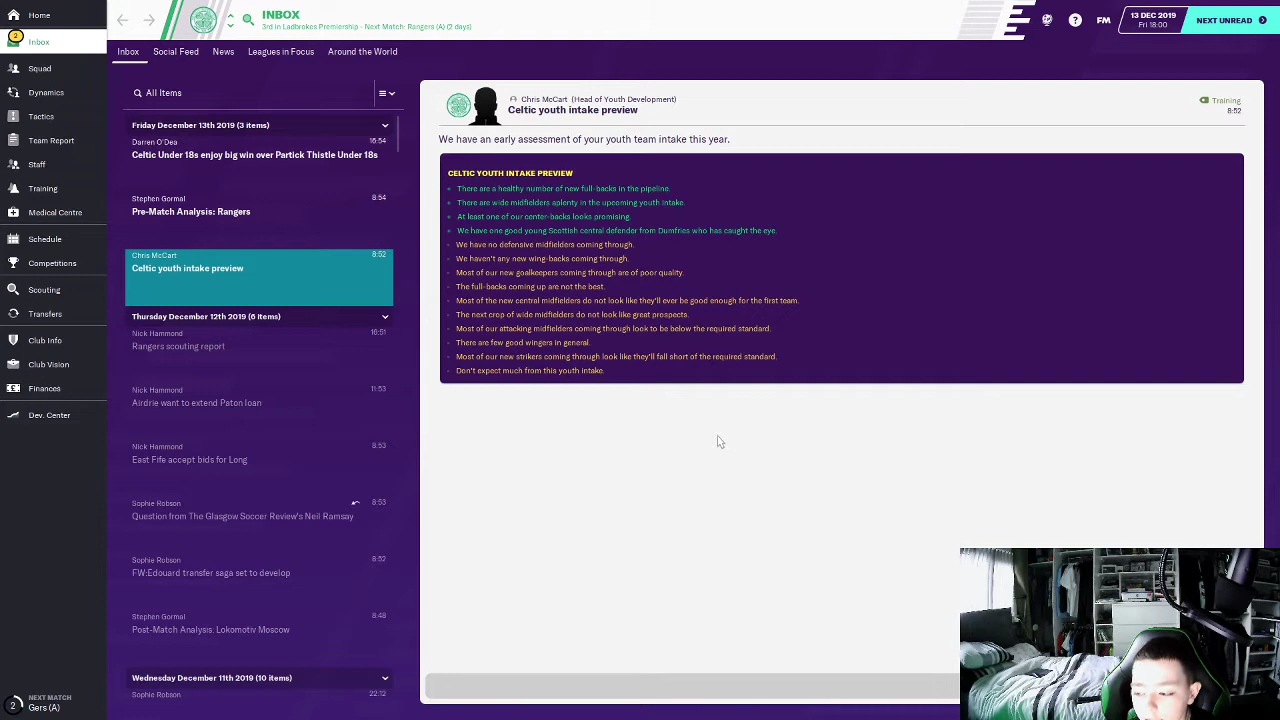 INBOX
3rd in Ladbrokes Premiership - Next Match: Rangers (A) (2 days)
FM
13 DEC 2019
Fri 18:00
NEXT UNREAD
2
Inbox
Squad
Dynamics
Tactics
Team Report
Staff
Training
Medical Centre
Schedule
Competitions
Scouting
Transfers
Club Info
Club Vision
Finances
Dev. Center
2
NEXT MATCH
Gers (A)
Inbox
Social Feed
News
Leagues in Focus
Around the World
All Items
Friday December 13th 2019 (3 items)
Darren O'Dea
16:54
Celtic Under 18s enjoy big win over Partick Thistle Under 18s
Stephen Gormal
8:54
Pre-Match Analysis: Rangers
Chris McCart
8:52
Celtic youth intake preview
Thursday December 12th 2019 (6 items)
Nick Hammond
16:51
Rangers scouting report
Nick Hammond
11:53
Airdrie want to extend Paton loan
Nick Hammond
8:53
East Fife accept bids for Long
Sophie Robson
8:53
Question from The Glasgow Soccer Review's Neil Ramsay
Sophie Robson
8:52
FW:Edouard transfer saga set to develop
Stephen Gormal
8:48
Post-Match Analysis: Lokomotiv Moscow
Wednesday December 11th 2019 (10 items)
Sophie Robson
22:12
Chris McCart (Head of Youth Development)
Celtic youth intake preview
Training
8:52
We have an early assessment of your youth team intake this year.
CELTIC YOUTH INTAKE PREVIEW
There are a healthy number of new full-backs in the pipeline.
There are wide midfielders aplenty in the upcoming youth intake.
At least one of our center-backs looks promising.
We have one good young Scottish central defender from Dumfries who has caught the eye.
We have no defensive midfielders coming through.
We haven't any new wing-backs coming through.
Most of our new goalkeepers coming through are of poor quality.
The full-backs coming up are not the best.
Most of the new central midfielders do not look like they'll ever be good enough for the first team.
The next crop of wide midfielders do not look like great prospects.
Most of our attacking midfielders coming through look to be below the required standard.
There are few good wingers in general.
Most of our new strikers coming through look like they'll fall short of the required standard.
Don't expect much from this youth intake.